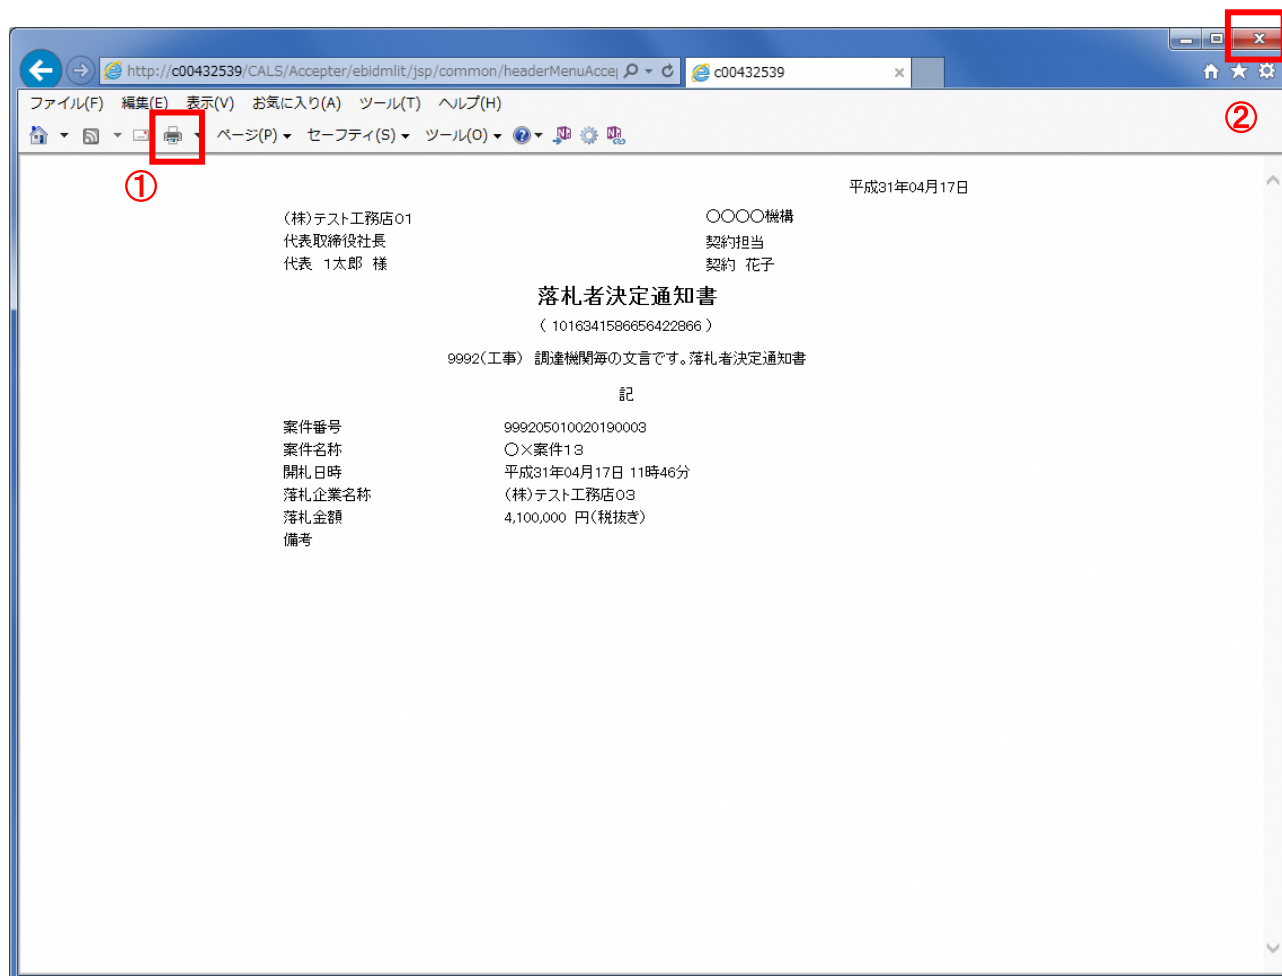 http://c00432539/CALS/Accepter/ebidmlit/jsp/common/headerMenuAcce
c00432539
ファイル(F) 編集(E) 表示(V) お気に入り(A) ツール(T) ヘルプ(H)
ページ(P) セーフティ(S) ツール(O)
②
①
平成31年04月17日
(株)テスト工務店01
〇〇〇〇機構
代表取締役社長
契約担当
代表 1太郎 様
契約 花子
落札者決定通知書
( 1016341586656422866 )
9992(工事) 調達機関毎の文言です。落札者決定通知書
記
案件番号 999205010020190003
案件名称 〇×案件13
開札日時 平成31年04月17日 11時46分
落札企業名称 (株)テスト工務店03
落札金額 4,100,000 円(税抜き)
備考